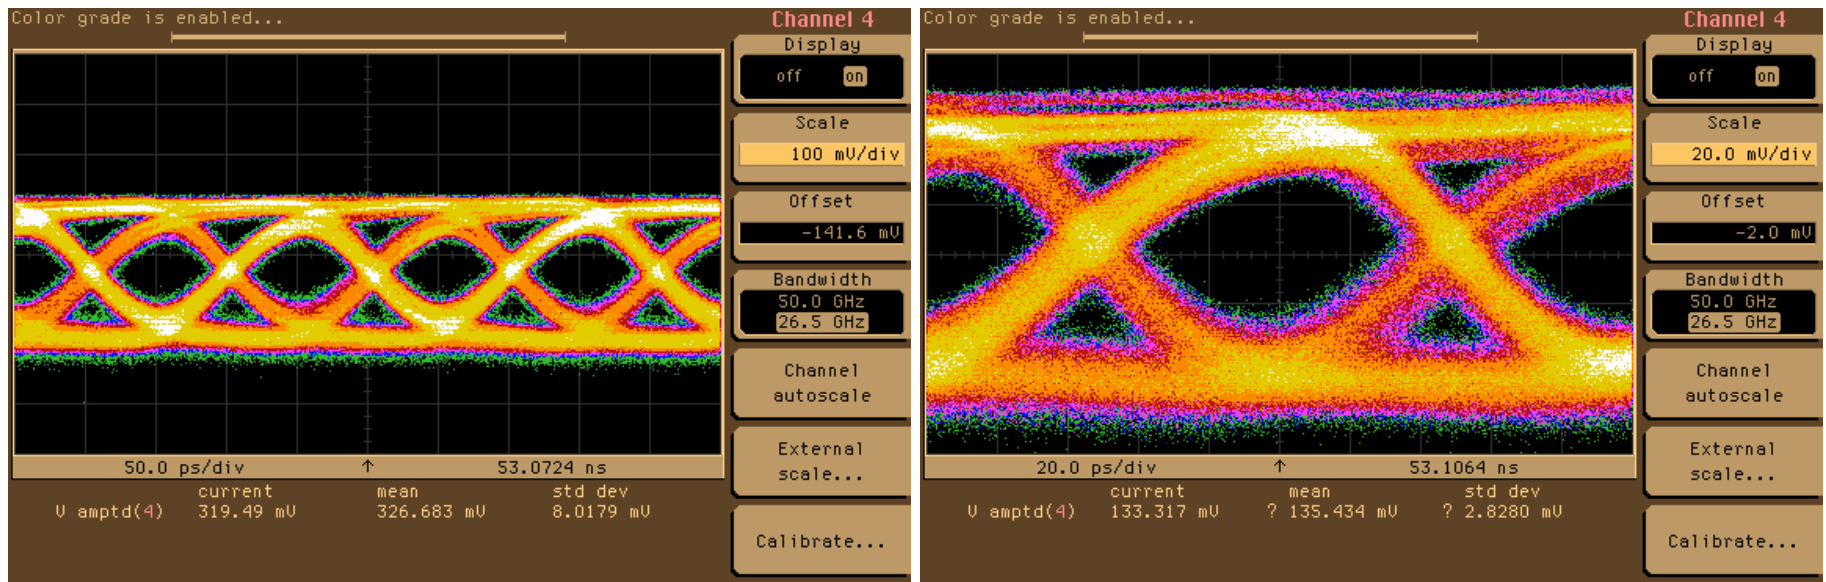 Color grade is enabled...
Channel 4
Display
off on
Scale
100 mV/div
Offset
-141.6 mV
Bandwidth
50.0 GHz
26.5 GHz
Channel
autoscale
External
scale...
Calibrate...
50.0 ps/div ↑ 53.0724 ns
current mean std dev
V amptd(4) 319.49 mV 326.683 mV 8.0179 mV
Color grade is enabled...
Channel 4
Display
off on
Scale
20.0 mV/div
Offset
-2.0 mV
Bandwidth
50.0 GHz
26.5 GHz
Channel
autoscale
External
scale...
Calibrate...
20.0 ps/div ↑ 53.1064 ns
current mean std dev
V amptd(4) 133.317 mV ? 135.434 mV ? 2.8280 mV